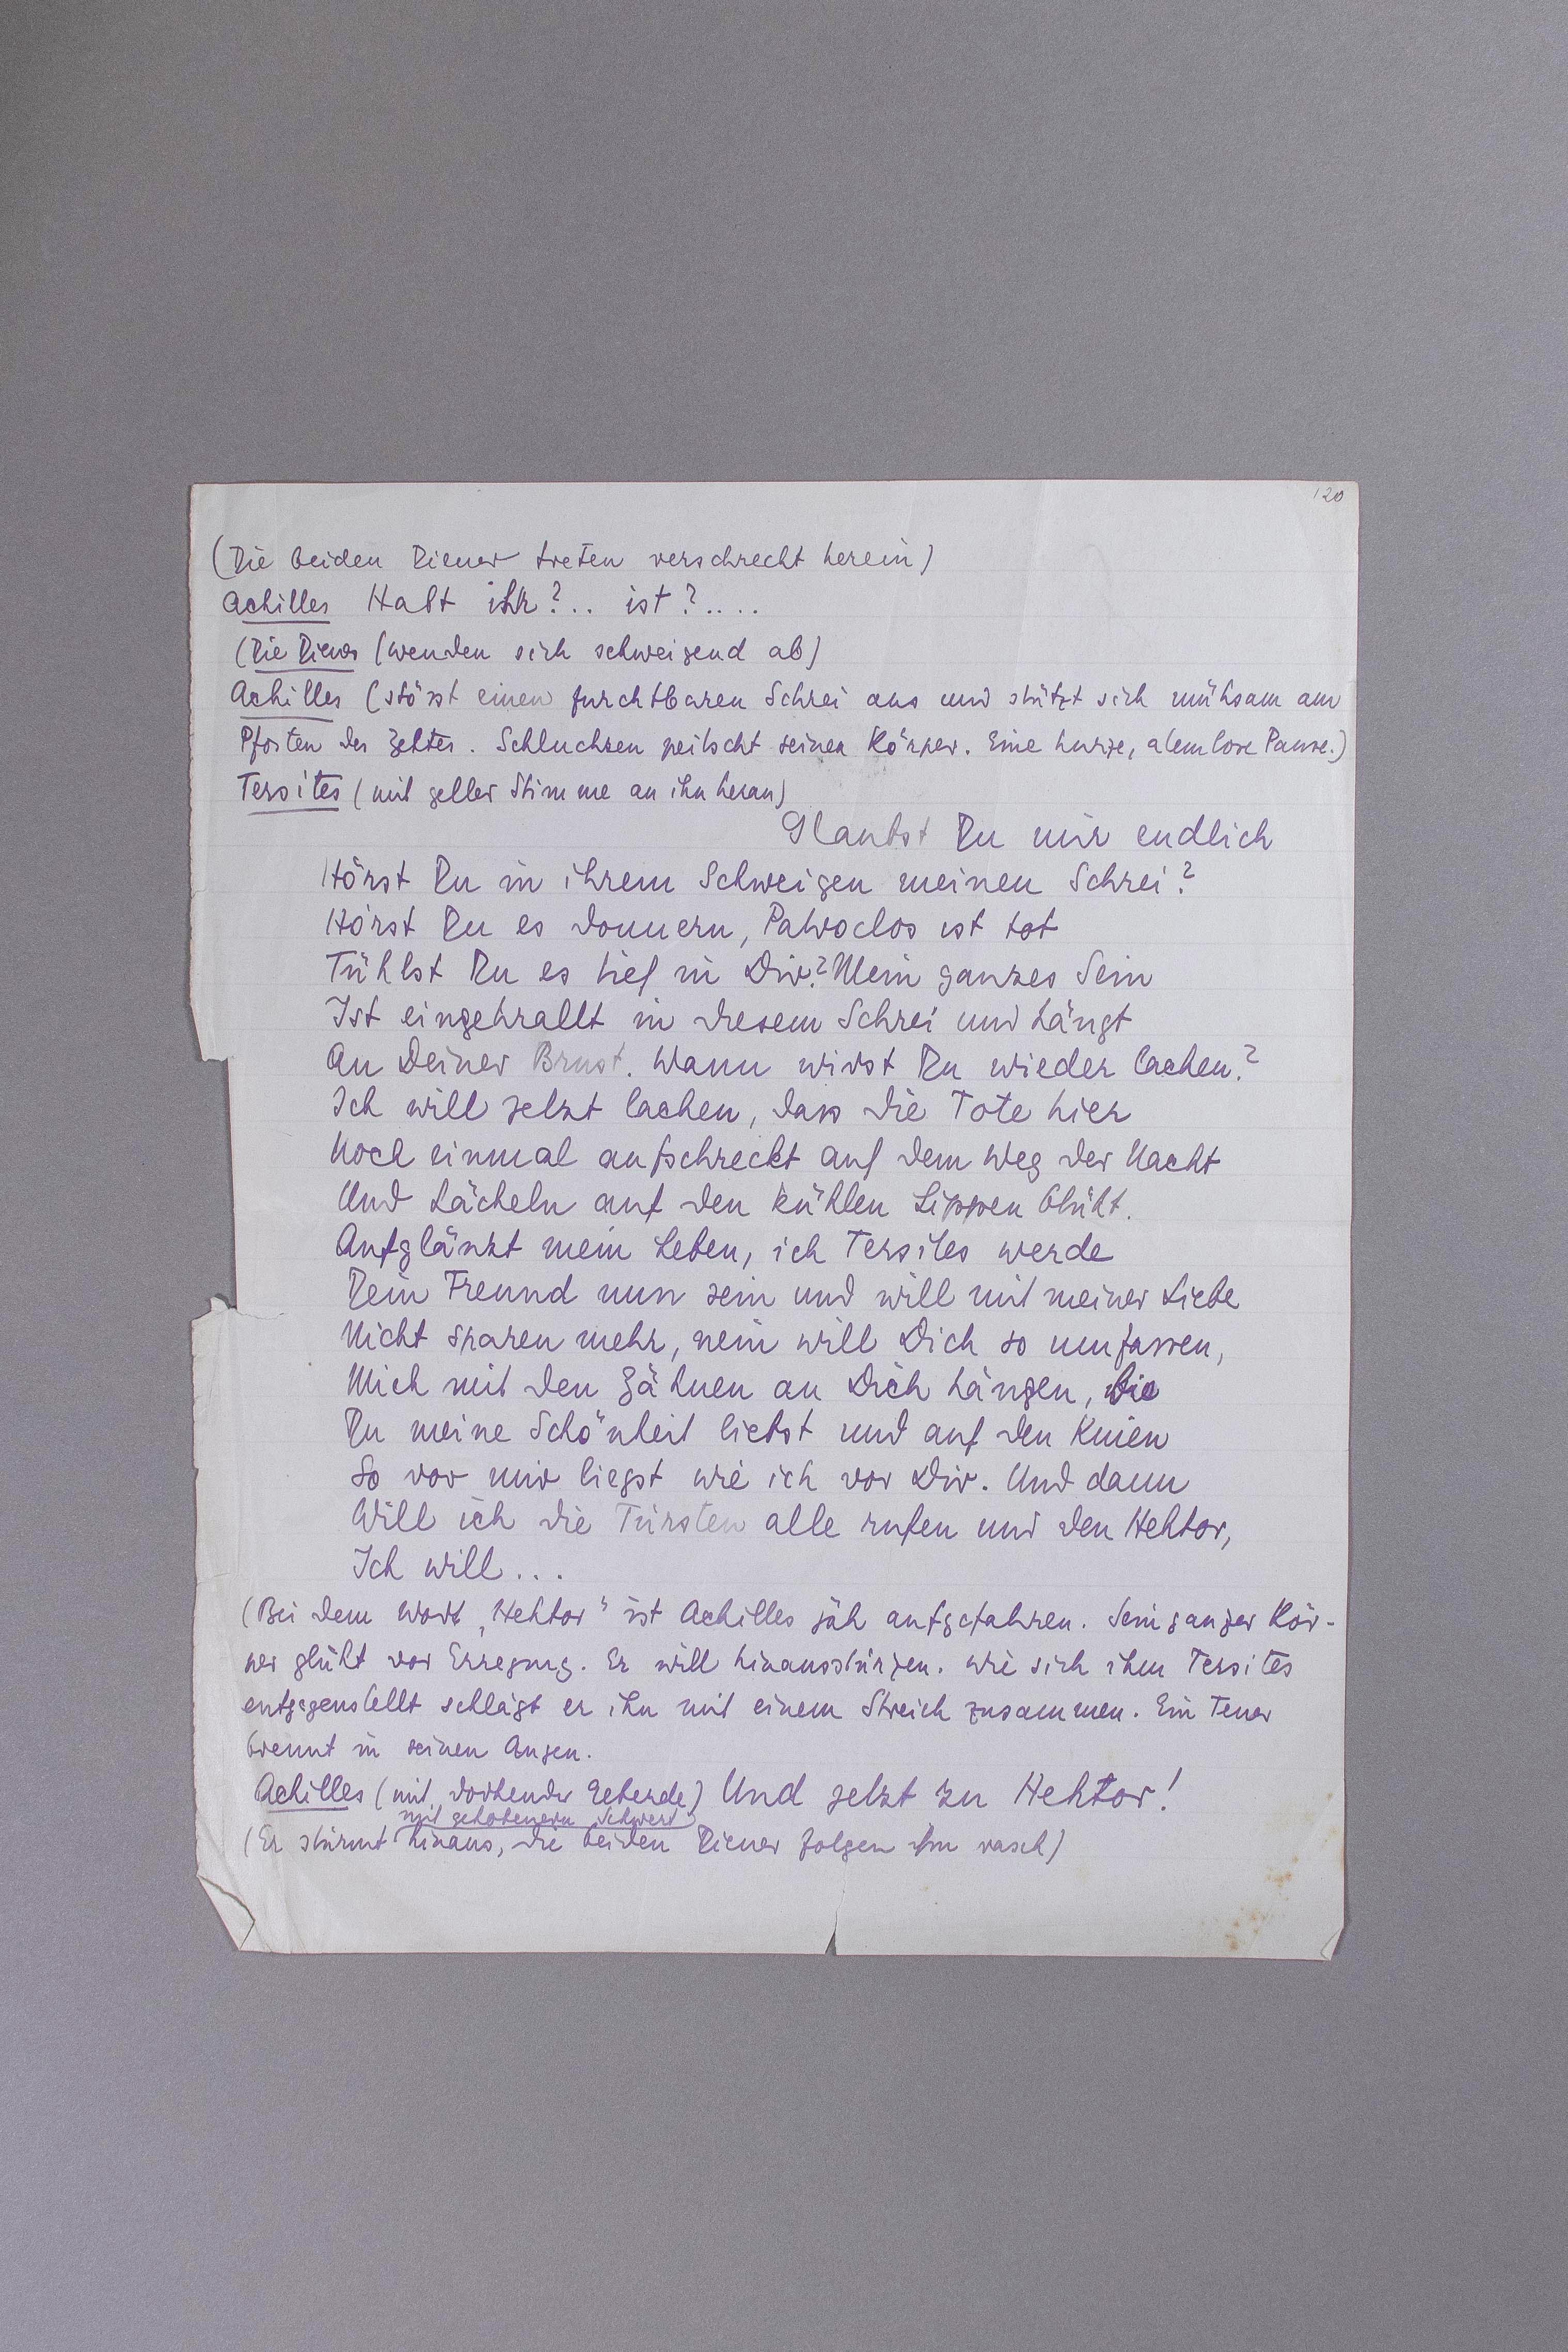 120
(Die beiden Diener treten verschreckt herein)
Achilles Habt ihr?.. ist?....
(Die Diener (wenden sich schweigend ab)
Achilles (stösst einen furchtbaren Schrei aus und stützt sich mühsam am
Pfosten des Zeltes. Schluchzen peitscht seinen Körper. Eine kurze, atemlose Pause.)
Tersites (mit geller Stimme an ihn heran)
Glaubst Du mir endlich
Hörst Du in ihrem Schweigen meinen Schrei?
Hörst Du es donnern, Patroclos ist tot
Fühlst Du es tief in Dir? Mein ganzes Sein
Ist eingekrallt in diesem Schrei und hängt
An Deiner Brust. Wann wirst Du wieder lachen?
Ich will jetzt lachen, dass die Tote hier
Noch einmal aufschreckt auf dem Weg der Nacht
Und Lächeln auf den kühlen Lippen blüht.
Aufglänzt mein Leben, ich Tersites werde
Dein Freund nun sein und will mit meiner Liebe
Nicht sparen mehr, nein will Dich so umfassen,
Mich mit den Zähnen an Dich hängen, bis
Du meine Schönheit liebst und auf den Knien
So vor mir liegst wie ich vor Dir. Und dann
Will ich die Fürsten alle rufen und den Hektor,
Ich will...
(Bei dem Wort „Hektor" ist Achilles jäh aufgefahren. Sein ganzer Kör-
per glüht vor Erregung. Er will hinausstürzen. Wie sich ihm Tersites
entgegenstellt schlägt er ihn mit einem Streich zusammen. Ein Feuer
brennt in seinen Augen.
Achilles (mit drohender Geberde) Und jetzt zu Hektor!
mit gehobenem Schwert
(Er stürmt hinaus, die beiden Diener folgen ihm rasch)